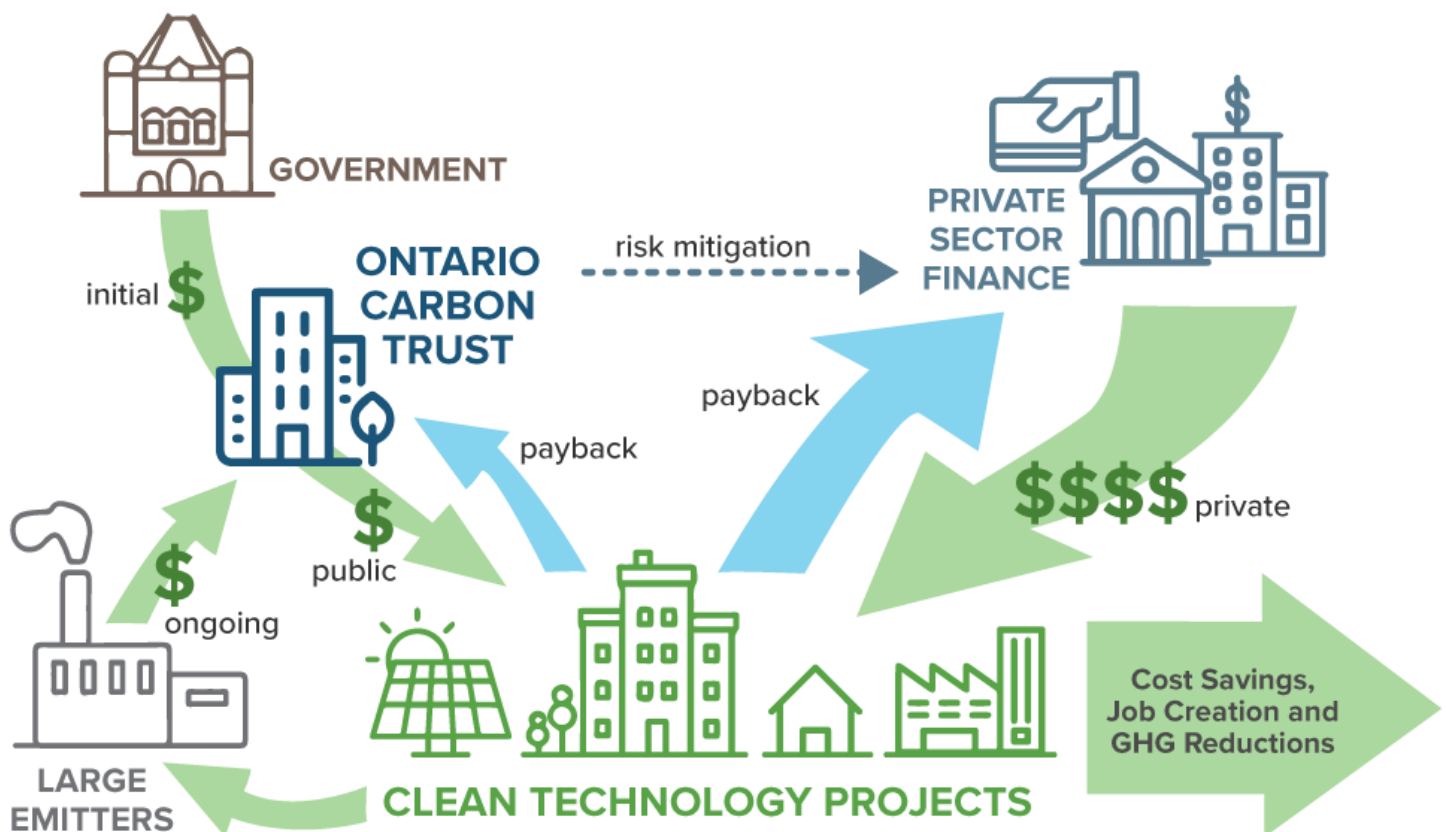 GOVERNMENT
initial $
ONTARIO
CARBON
TRUST
risk mitigation
PRIVATE
SECTOR
FINANCE
$
payback
payback
$$$$ private
$
public
$
ongoing
LARGE
EMITTERS
CLEAN TECHNOLOGY PROJECTS
Cost Savings,
Job Creation and
GHG Reductions